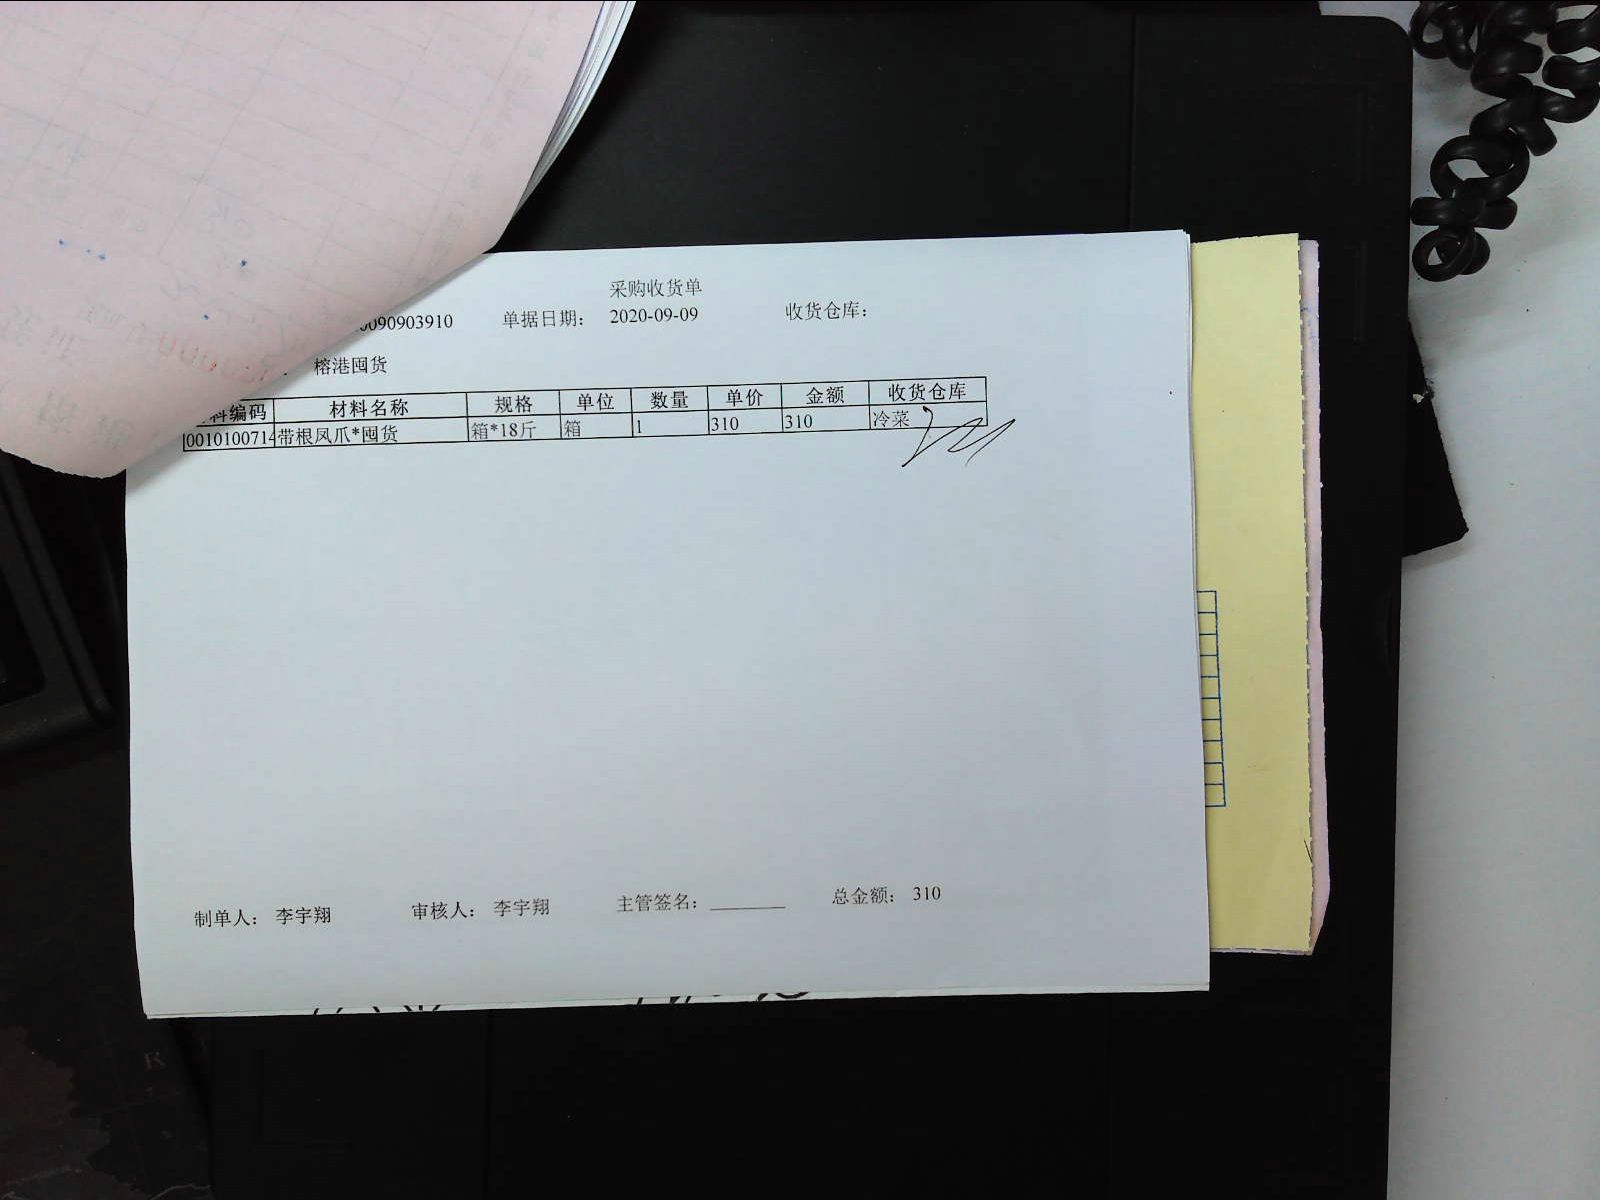 采购收货单
0090903910 单据日期： 2020-09-09 收货仓库：
榕港囤货
料编码 材料名称 规格 单位 数量 单价 金额 收货仓库
0010100714 带根凤爪*囤货 箱*18斤 箱 1 310 310 冷菜
制单人： 李宇翔 审核人： 李宇翔 主管签名：________ 总金额： 310